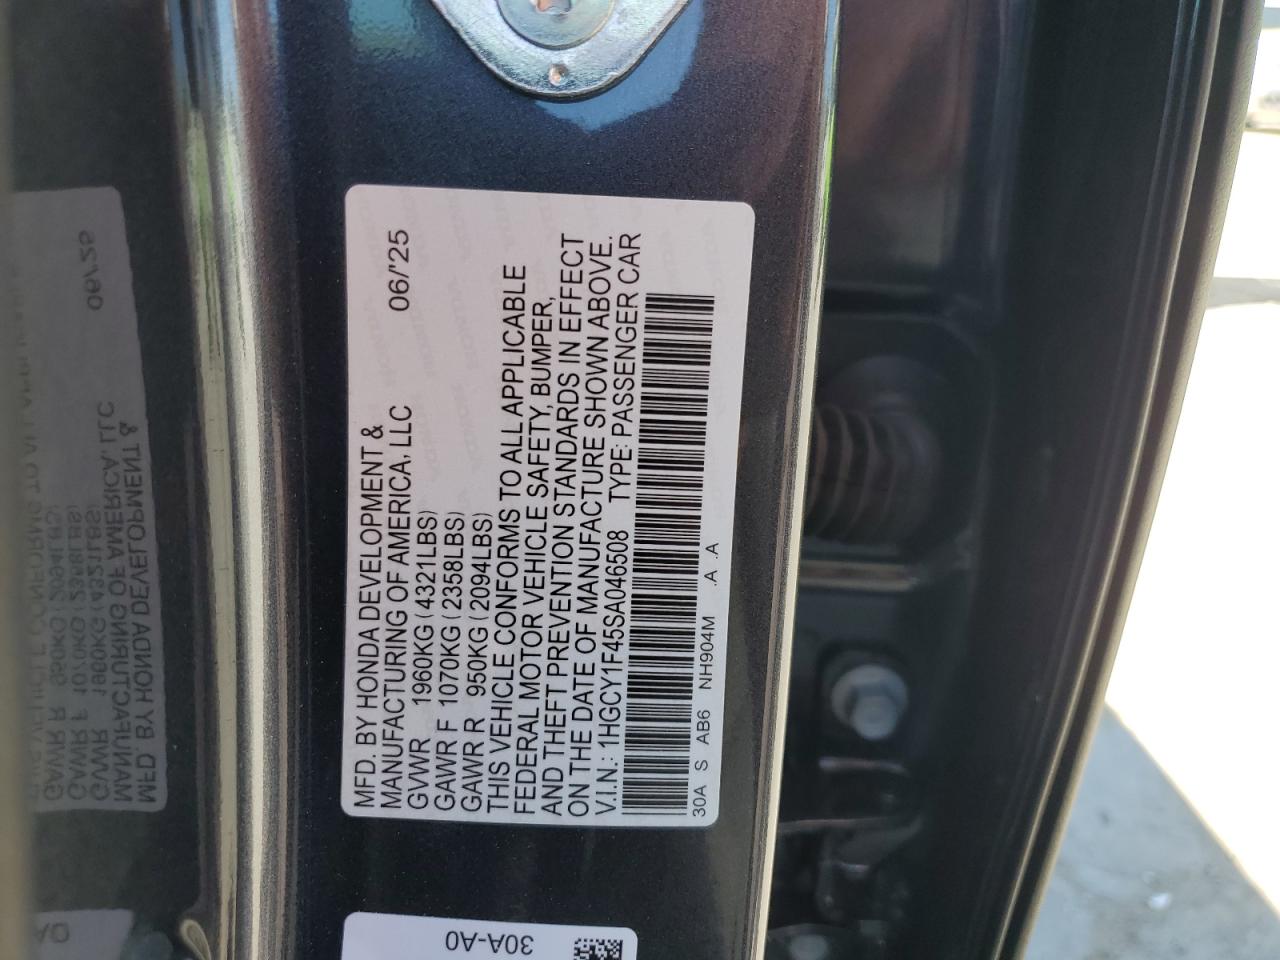 MFD. BY HONDA DEVELOPMENT &
MANUFACTURING OF AMERICA, LLC 06/'25
GVWR 1960KG (4321LBS)
GAWR F 1070KG (2358LBS)
GAWR R 950KG (2094LBS)
THIS VEHICLE CONFORMS TO ALL APPLICABLE
FEDERAL MOTOR VEHICLE SAFETY, BUMPER,
AND THEFT PREVENTION STANDARDS IN EFFECT
ON THE DATE OF MANUFACTURE SHOWN ABOVE.
V.I.N.: 1HGCY1F45SA046508 TYPE: PASSENGER CAR
30A S AB6 NH904M .A .A
30A-A0